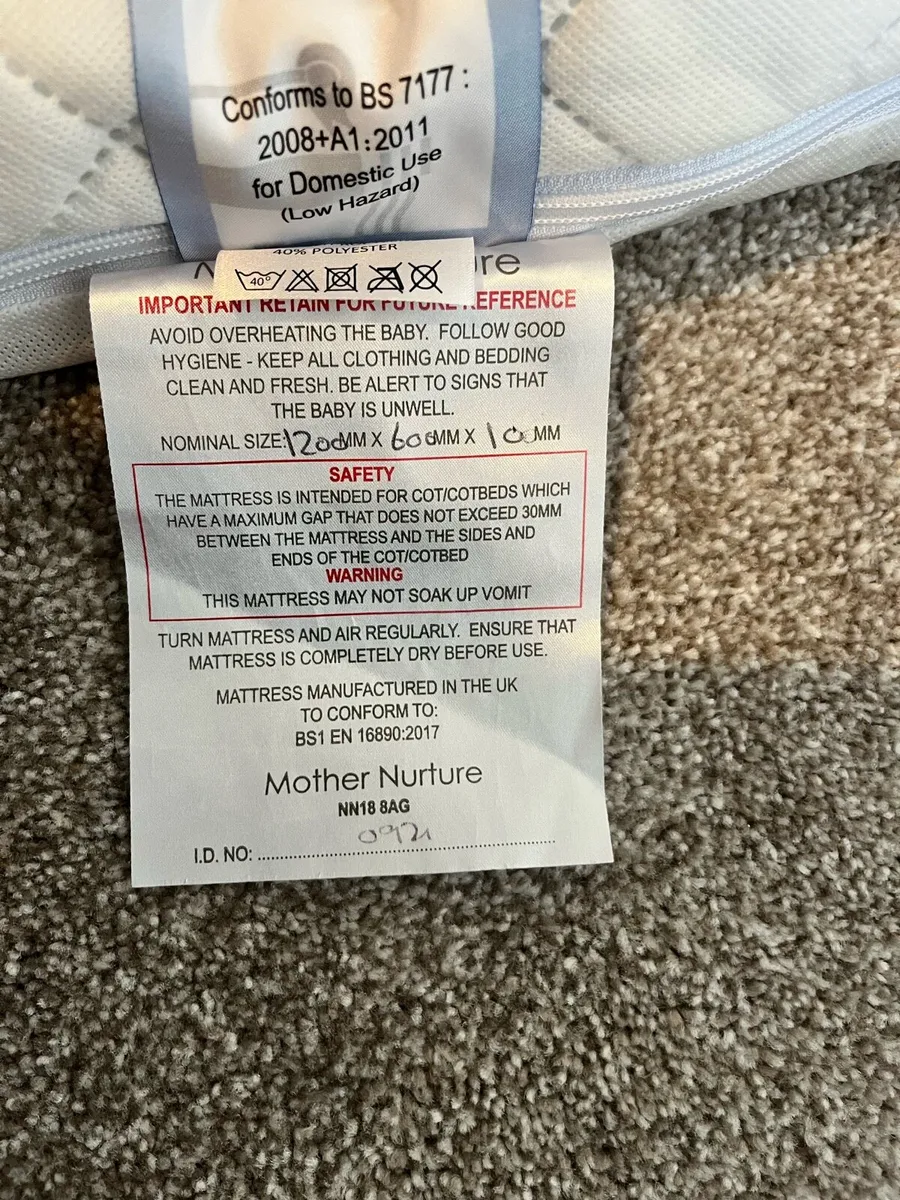 Conforms to BS 7177 :
2008+A1:2011
for Domestic Use
(Low Hazard)
40% POLYESTER
40°
IMPORTANT RETAIN FOR FUTURE REFERENCE
AVOID OVERHEATING THE BABY. FOLLOW GOOD
HYGIENE - KEEP ALL CLOTHING AND BEDDING
CLEAN AND FRESH. BE ALERT TO SIGNS THAT
THE BABY IS UNWELL.
NOMINAL SIZE: 1200MM X 600MM X 100MM
SAFETY
THE MATTRESS IS INTENDED FOR COT/COTBEDS WHICH
HAVE A MAXIMUM GAP THAT DOES NOT EXCEED 30MM
BETWEEN THE MATTRESS AND THE SIDES AND
ENDS OF THE COT/COTBED
WARNING
THIS MATTRESS MAY NOT SOAK UP VOMIT
TURN MATTRESS AND AIR REGULARLY. ENSURE THAT
MATTRESS IS COMPLETELY DRY BEFORE USE.
MATTRESS MANUFACTURED IN THE UK
TO CONFORM TO:
BS1 EN 16890:2017
Mother Nurture
NN18 8AG
I.D. NO: 0921